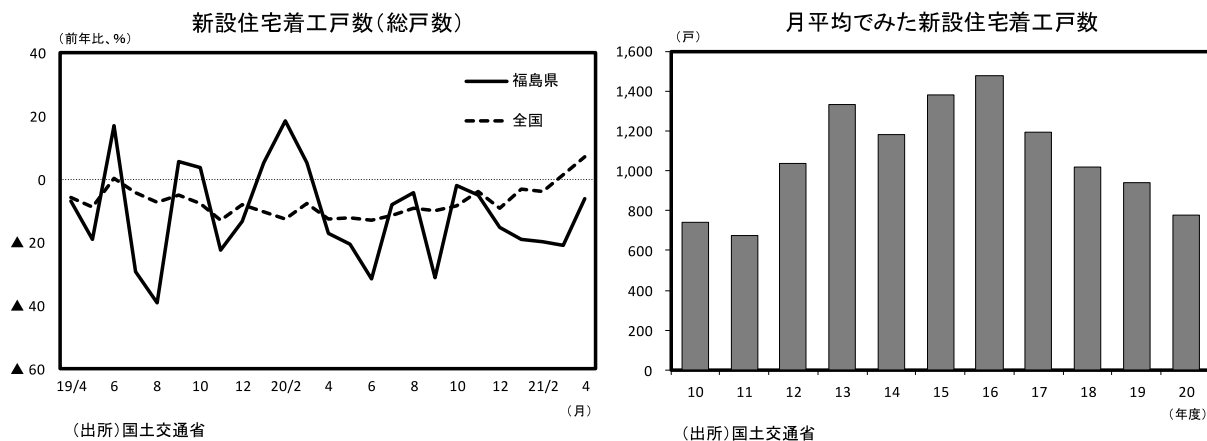 新設住宅着工戸数（総戸数）
（前年比、％）
40
20
0
▲ 20
▲ 40
▲ 60
福島県
全国
19/4 6 8 10 12 20/2 4 6 8 10 12 21/2 4
（月）
（出所）国土交通省
月平均でみた新設住宅着工戸数
（戸）
1,600
1,400
1,200
1,000
800
600
400
200
0
10 11 12 13 14 15 16 17 18 19 20
（年度）
（出所）国土交通省